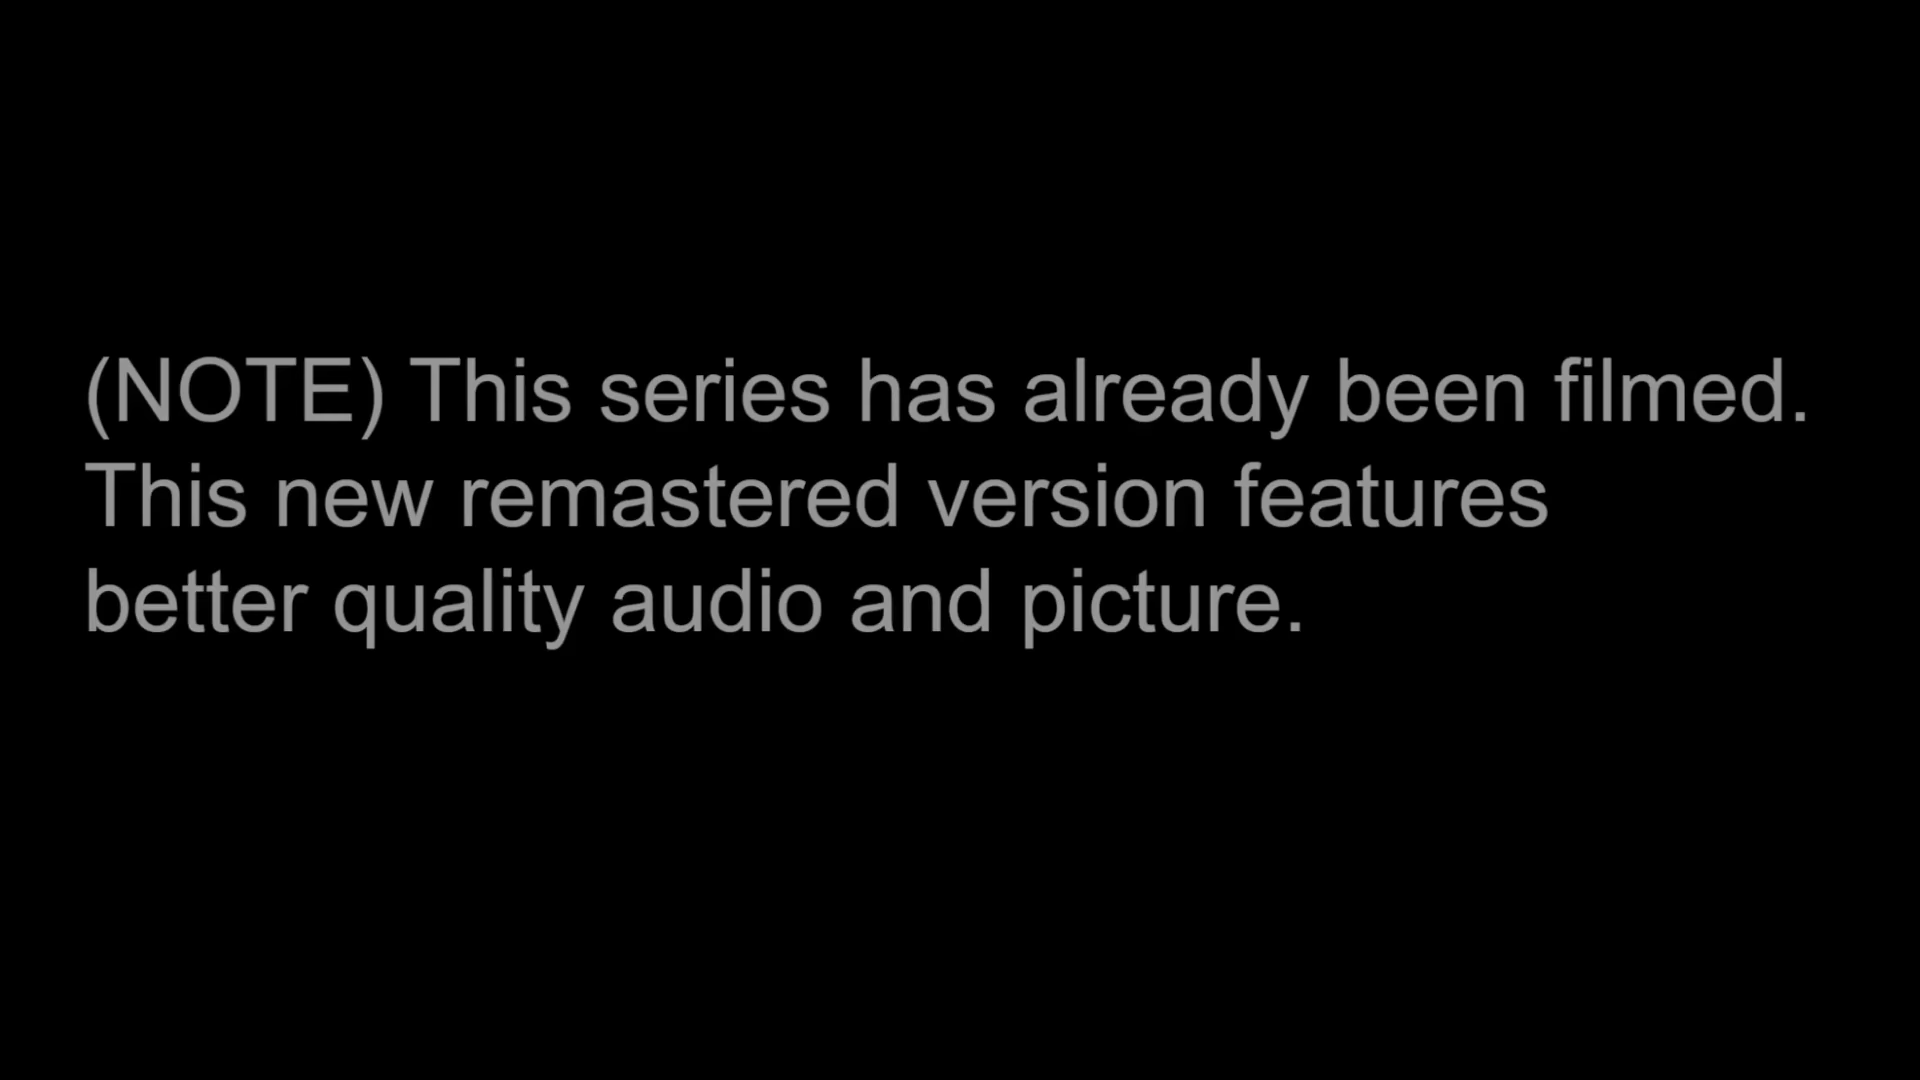 (NOTE) This series has already been filmed.
This new remastered version features
better quality audio and picture.